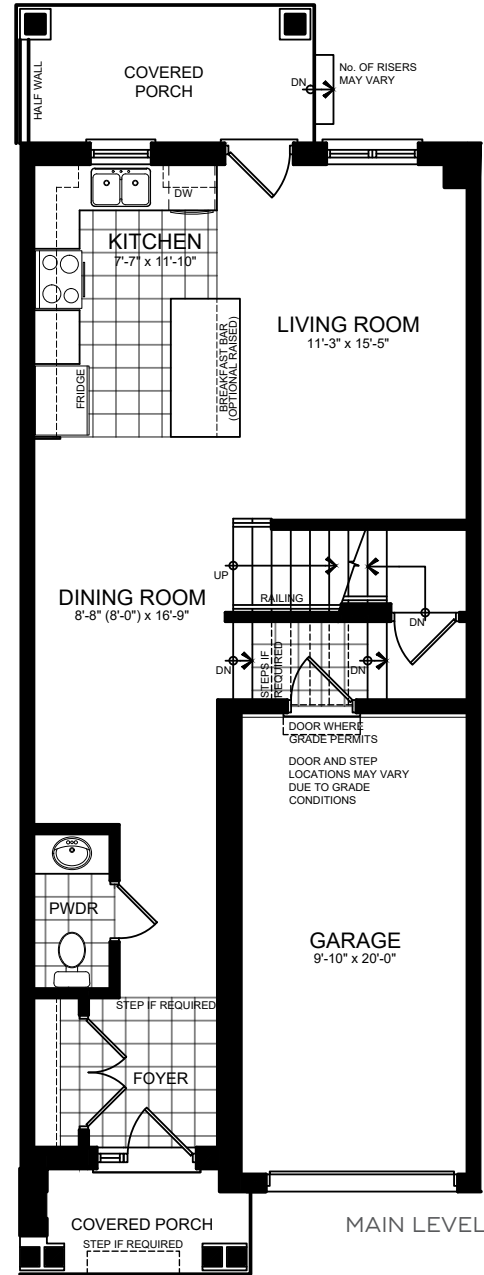 HALF WALL
COVERED
PORCH
DN
No. OF RISERS
MAY VARY
DW
KITCHEN
7'-7" x 11'-10"
LIVING ROOM
11'-3" x 15'-5"
BREAKFAST BAR
(OPTIONAL RAISED)
FRIDGE
UP
RAILING
DN
DINING ROOM
8'-8" (8'-0") x 16'-9"
DN
STEPS IF
REQUIRED
DN
DOOR WHERE
GRADE PERMITS
DOOR AND STEP
LOCATIONS MAY VARY
DUE TO GRADE
CONDITIONS
PWDR
GARAGE
9'-10" x 20'-0"
STEP IF REQUIRED
FOYER
COVERED PORCH
STEP IF REQUIRED
MAIN LEVEL